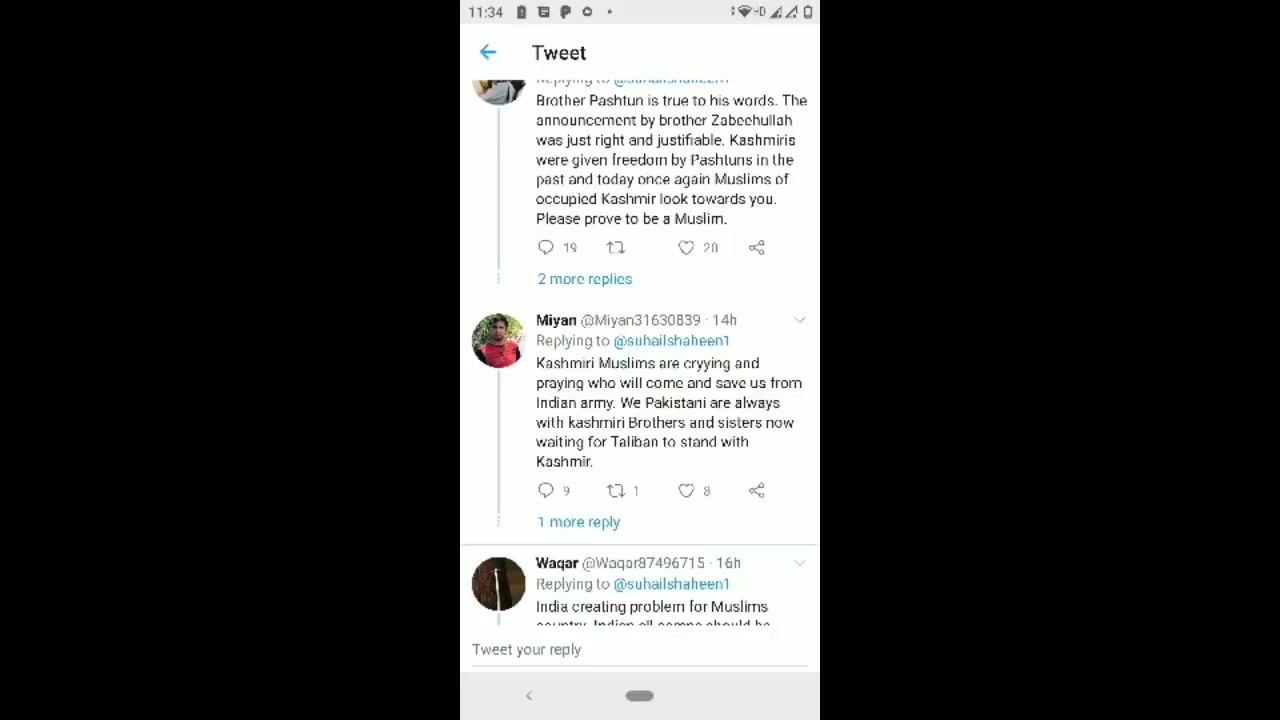 11:34
HD
Tweet
Replying to @suhailshaheen1
Brother Pashtun is true to his words. The
announcement by brother Zabeehullah
was just right and justifiable. Kashmiris
were given freedom by Pashtuns in the
past and today once again Muslims of
occupied Kashmir look towards you.
Please prove to be a Muslim.
19 20
2 more replies
Miyan @Miyan31630839 · 14h
Replying to @suhailshaheen1
Kashmiri Muslims are cryying and
praying who will come and save us from
Indian army. We Pakistani are always
with kashmiri Brothers and sisters now
waiting for Taliban to stand with
Kashmir.
9 1 8
1 more reply
Waqar @Waqar87496715 · 16h
Replying to @suhailshaheen1
India creating problem for Muslims
Tweet your reply